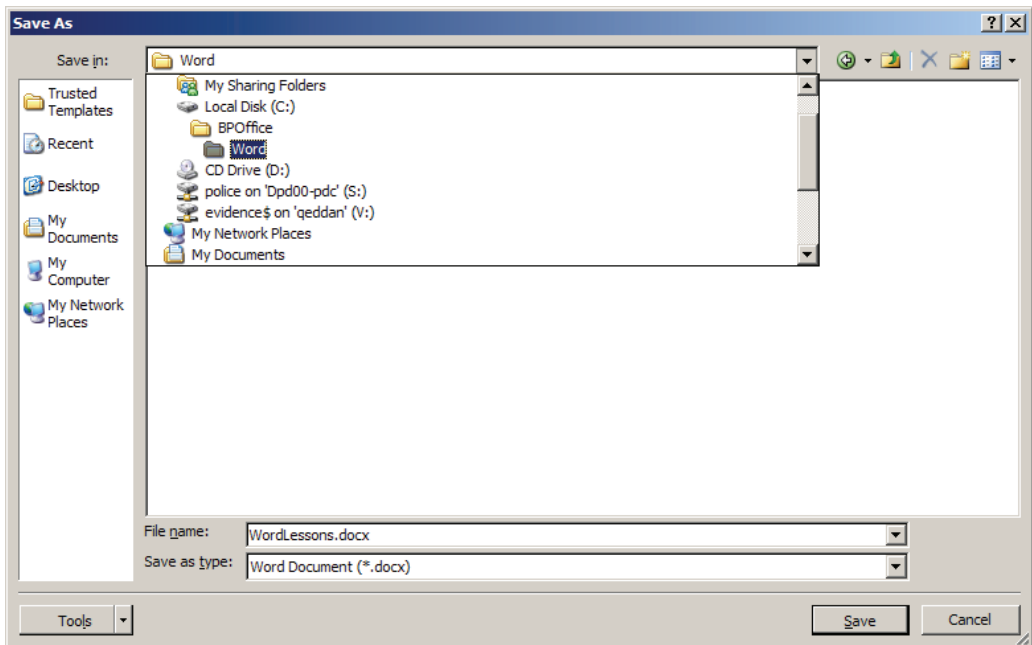 Save As
Save in:
Word
My Sharing Folders
Local Disk (C:)
BPOffice
Word
CD Drive (D:)
police on 'Dpd00-pdc' (S:)
evidence$ on 'qeddan' (V:)
My Network Places
My Documents
Trusted
Templates
Recent
Desktop
My
Documents
My
Computer
My Network
Places
File name:
WordLessons.docx
Save as type:
Word Document (*.docx)
Tools
Save
Cancel